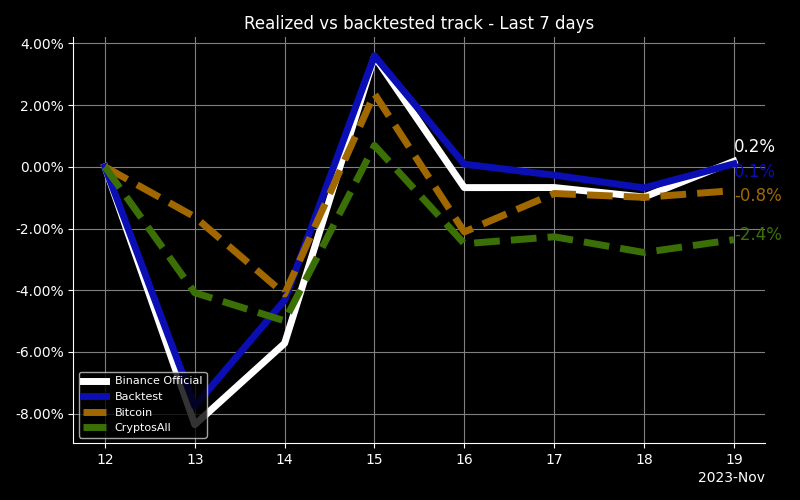 Realized vs backtested track - Last 7 days
4.00%
2.00%
0.00%
-2.00%
-4.00%
-6.00%
-8.00%
0.2%
0.1%
-0.8%
-2.4%
Binance Official
Backtest
Bitcoin
CryptosAll
12 13 14 15 16 17 18 19
2023-Nov